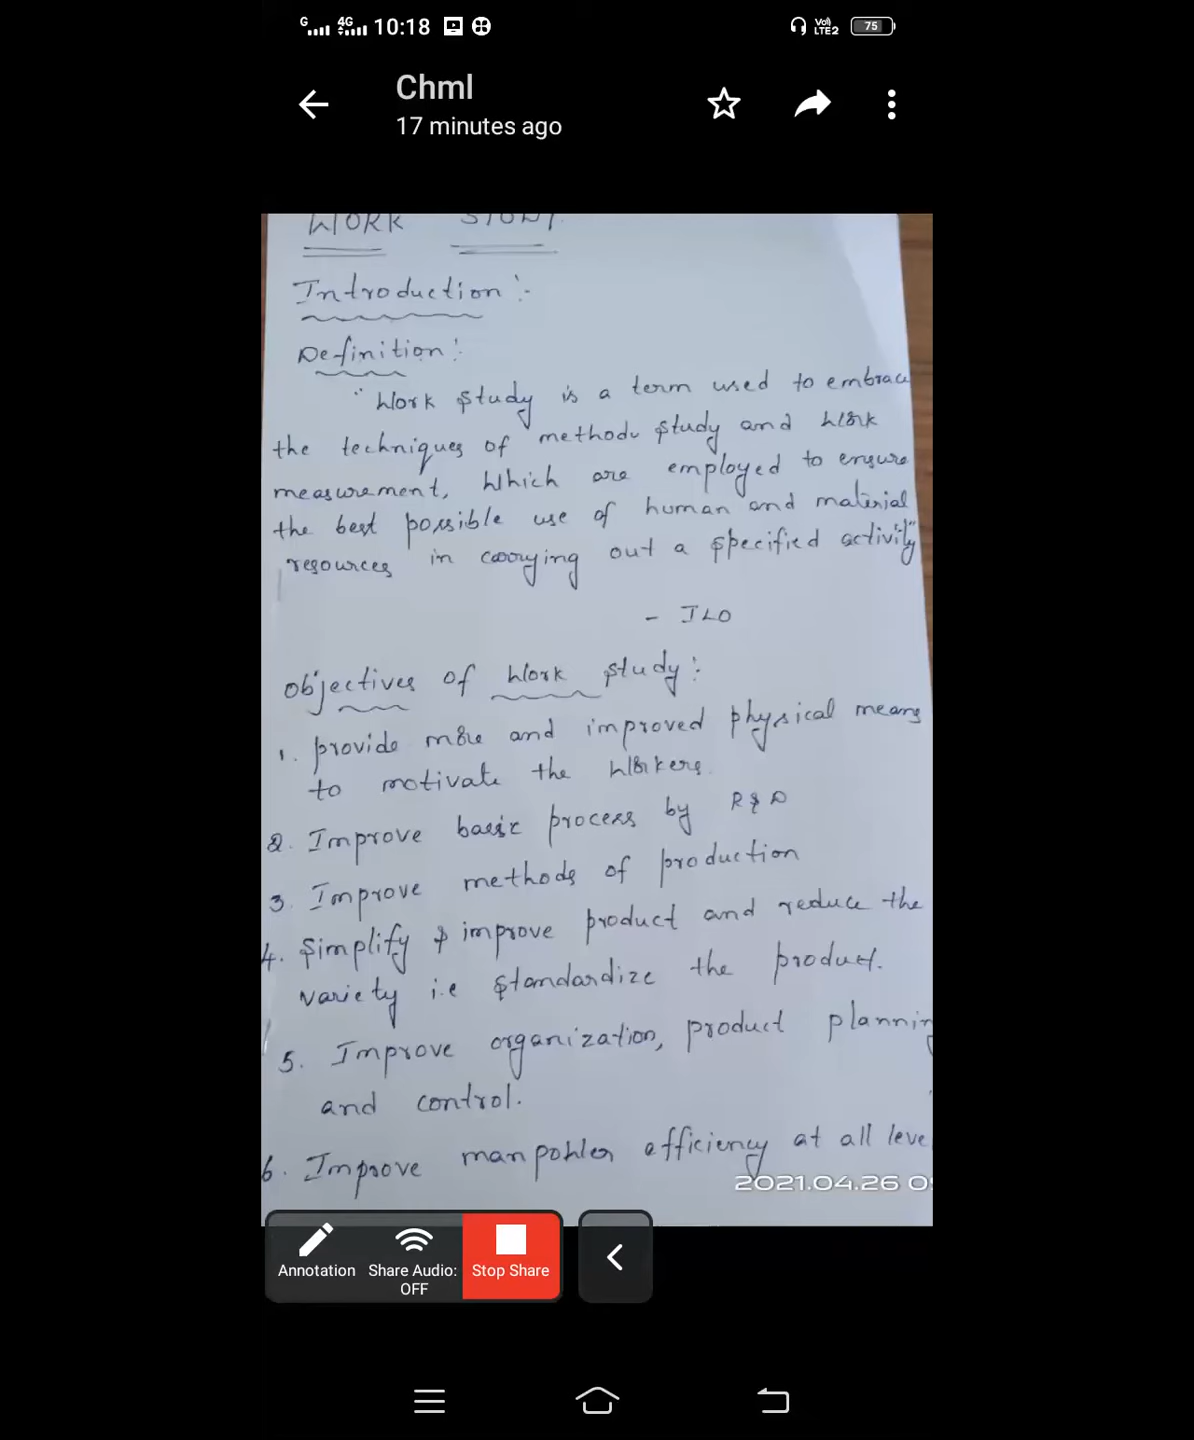 G 4G 10:18 Vo) LTE2 75
Chml
17 minutes ago
WORK STUDY
Introduction :-
Definition :-
" Work study is a term used to embrace
the techniques of methods study and work
measurement, which are employed to ensure
the best possible use of human and material
resources in carrying out a specified activity"
- ILO
Objectives of work study :
1. provide more and improved physical means
to motivate the workers
2. Improve basic process by R & D
3. Improve methods of production
4. Simplify & improve product and reduce the
variety i.e standardize the product.
5. Improve organization, product plannin
and control.
6. Improve manpower efficiency at all leve
2021.04.26 0
Annotation
Share Audio:
OFF
Stop Share